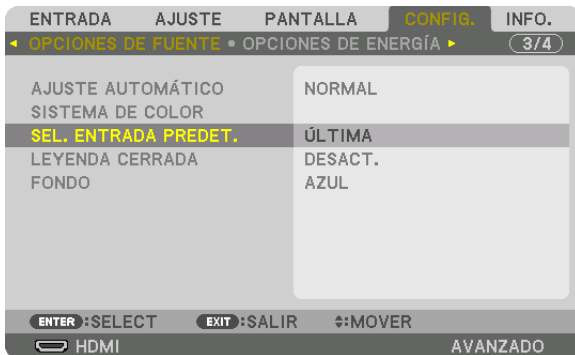 ENTRADA AJUSTE PANTALLA CONFIG. INFO.
OPCIONES DE FUENTE • OPCIONES DE ENERGÍA 3/4
AJUSTE AUTOMÁTICO NORMAL
SISTEMA DE COLOR
SEL. ENTRADA PREDET. ÚLTIMA
LEYENDA CERRADA DESACT.
FONDO AZUL
ENTER :SELECT EXIT :SALIR :MOVER
HDMI AVANZADO